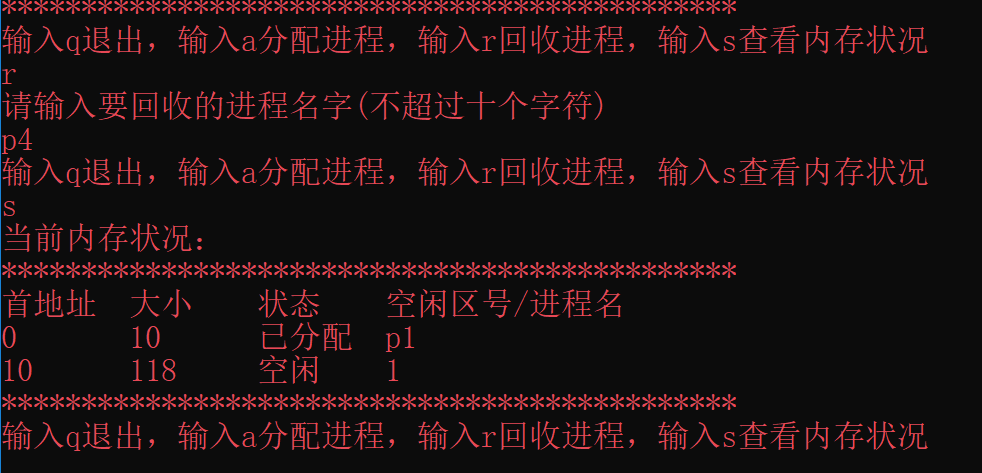 **********************************************
输入q退出，输入a分配进程，输入r回收进程，输入s查看内存状况
r
请输入要回收的进程名字(不超过十个字符)
p4
输入q退出，输入a分配进程，输入r回收进程，输入s查看内存状况
s
当前内存状况：
**********************************************
首地址 大小 状态 空闲区号/进程名
0 10 已分配 p1
10 118 空闲 1
**********************************************
输入q退出，输入a分配进程，输入r回收进程，输入s查看内存状况